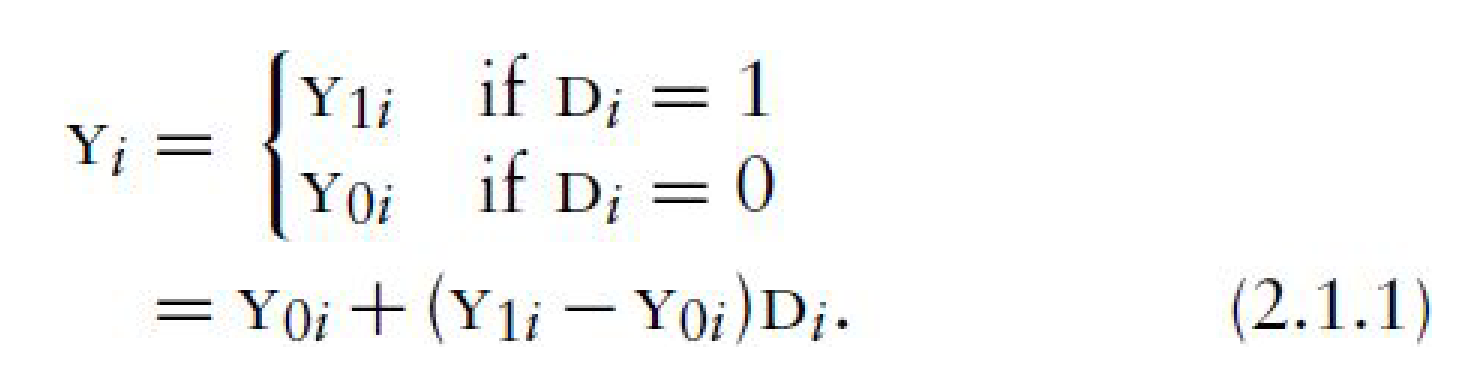 Yᵢ = { Y₁ᵢ if Dᵢ = 1
Y₀ᵢ if Dᵢ = 0
= Y₀ᵢ + (Y₁ᵢ − Y₀ᵢ)Dᵢ. (2.1.1)